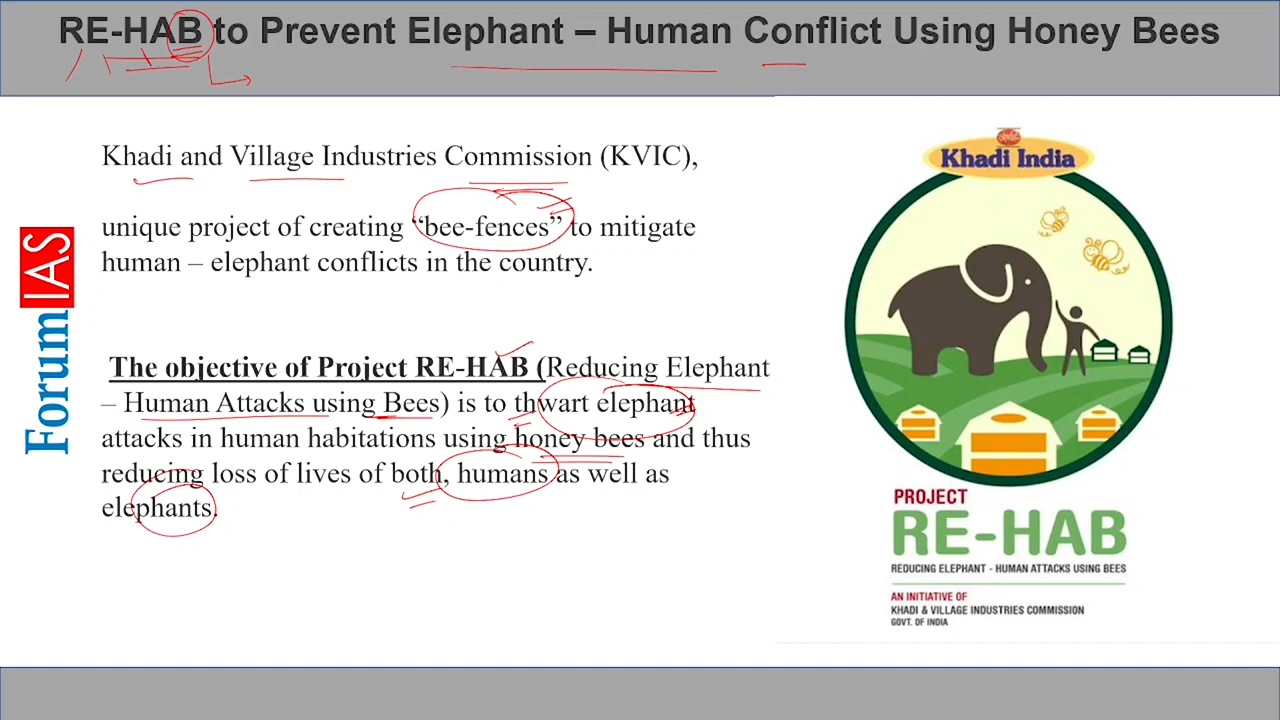 RE-HAB to Prevent Elephant – Human Conflict Using Honey Bees
Khadi and Village Industries Commission (KVIC),
unique project of creating “bee-fences” to mitigate
human – elephant conflicts in the country.
The objective of Project RE-HAB (Reducing Elephant
– Human Attacks using Bees) is to thwart elephant
attacks in human habitations using honey bees and thus
reducing loss of lives of both, humans as well as
elephants.
ForumIAS
Khadi India
PROJECT
RE-HAB
REDUCING ELEPHANT - HUMAN ATTACKS USING BEES
AN INITIATIVE OF
KHADI & VILLAGE INDUSTRIES COMMISSION
GOVT. OF INDIA